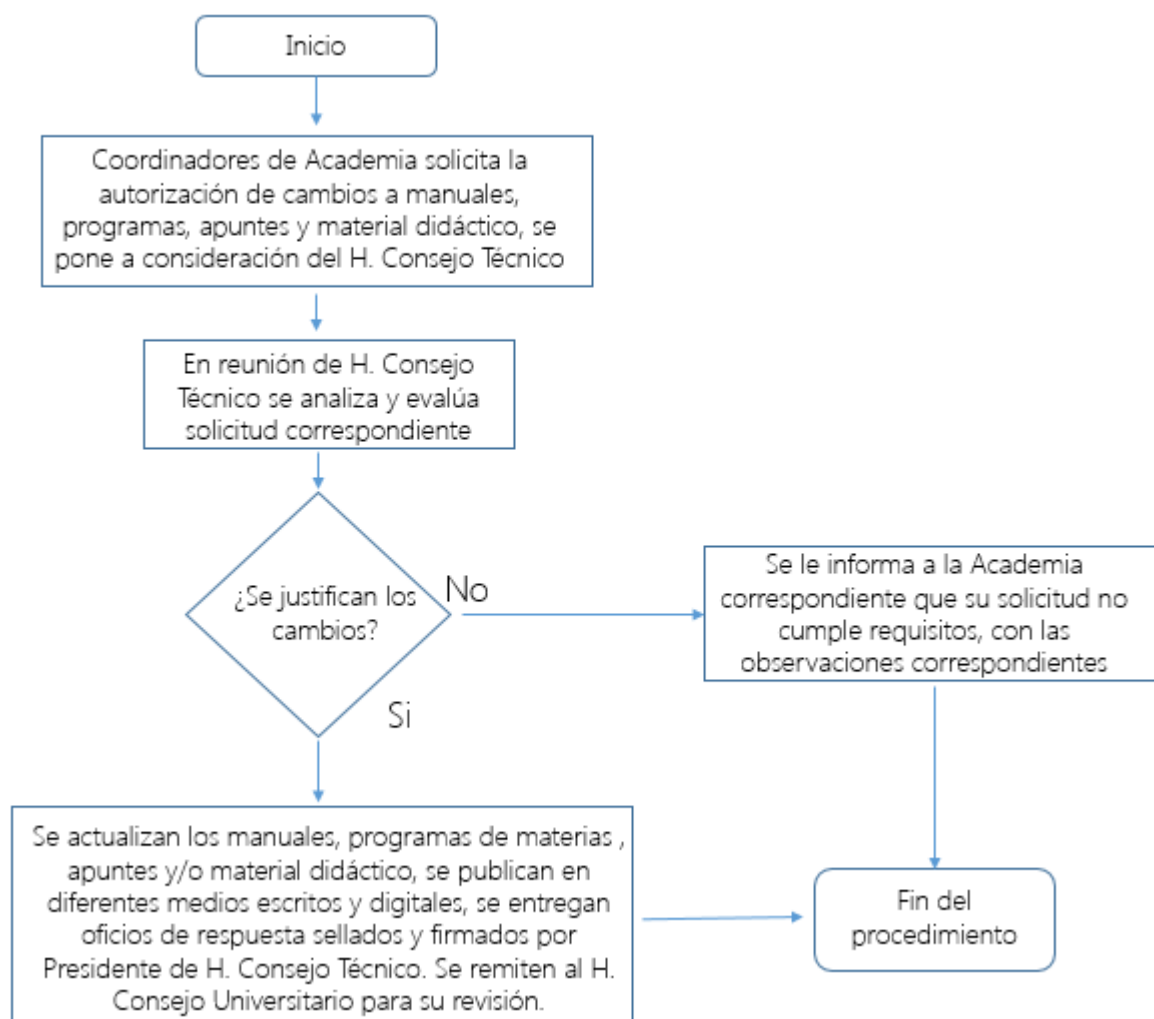 Inicio
Coordinadores de Academia solicita la
autorización de cambios a manuales,
programas, apuntes y material didáctico, se
pone a consideración del H. Consejo Técnico
En reunión de H. Consejo
Técnico se analiza y evalúa
solicitud correspondiente
¿Se justifican los
cambios?
No
Se le informa a la Academia
correspondiente que su solicitud no
cumple requisitos, con las
observaciones correspondientes
Si
Se actualizan los manuales, programas de materias ,
apuntes y/o material didáctico, se publican en
diferentes medios escritos y digitales, se entregan
oficios de respuesta sellados y firmados por
Presidente de H. Consejo Técnico. Se remiten al H.
Consejo Universitario para su revisión.
Fin del
procedimiento